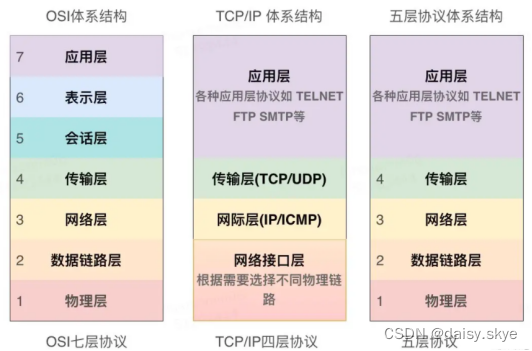 OSI体系结构
7 应用层
6 表示层
5 会话层
4 传输层
3 网络层
2 数据链路层
1 物理层
OSI七层协议
TCP/IP 体系结构
应用层
各种应用层协议如 TELNET
FTP SMTP等
传输层(TCP/UDP)
网际层(IP/ICMP)
网络接口层
根据需要选择不同物理链
路
TCP/IP四层协议
五层协议体系结构
应用层
各种应用层协议如 TELNET
FTP SMTP等
4 传输层
3 网络层
2 数据链路层
1 物理层
五层协议
CSDN @daisy.skye